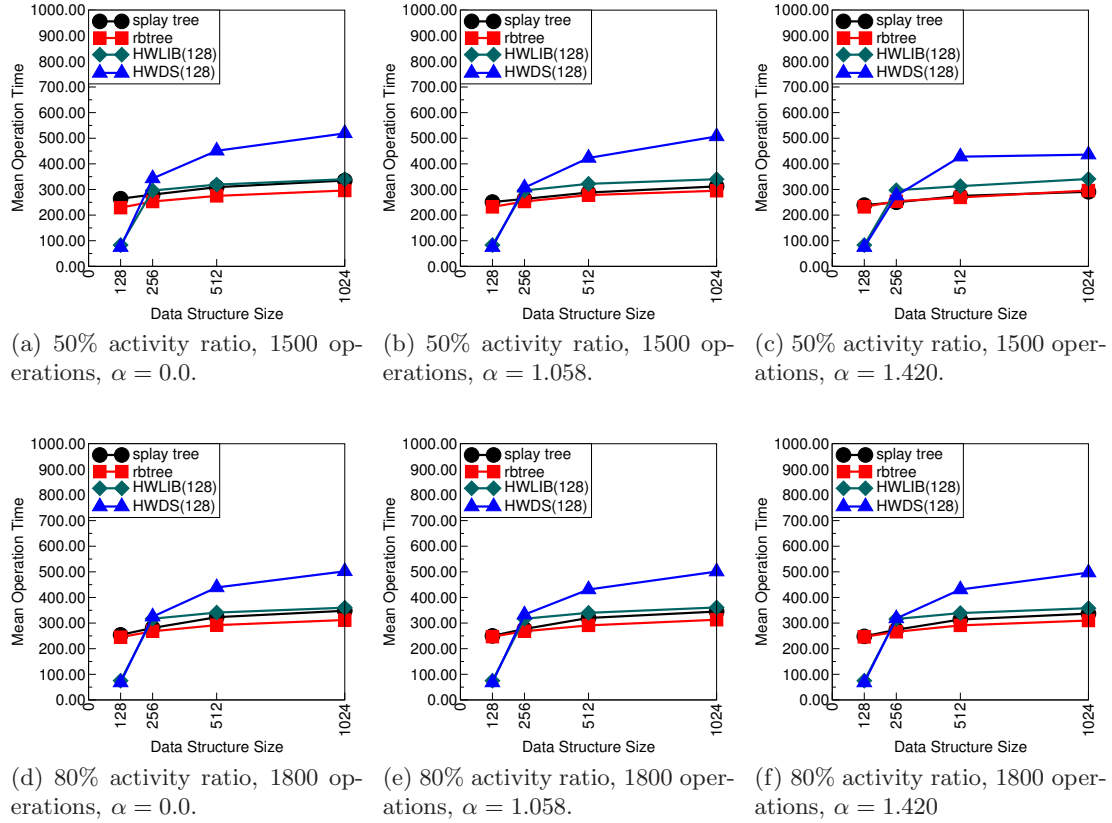 1000.00
900.00
800.00
700.00
600.00
500.00
400.00
300.00
200.00
100.00
0.00
Mean Operation Time
splay tree
rbtree
HWLIB(128)
HWDS(128)
0
128
256
512
1024
Data Structure Size
(a) 50% activity ratio, 1500 op-
erations, α = 0.0.
1000.00
900.00
800.00
700.00
600.00
500.00
400.00
300.00
200.00
100.00
0.00
Mean Operation Time
splay tree
rbtree
HWLIB(128)
HWDS(128)
0
128
256
512
1024
Data Structure Size
(b) 50% activity ratio, 1500 op-
erations, α = 1.058.
1000.00
900.00
800.00
700.00
600.00
500.00
400.00
300.00
200.00
100.00
0.00
Mean Operation Time
splay tree
rbtree
HWLIB(128)
HWDS(128)
0
128
256
512
1024
Data Structure Size
(c) 50% activity ratio, 1500 oper-
ations, α = 1.420.
1000.00
900.00
800.00
700.00
600.00
500.00
400.00
300.00
200.00
100.00
0.00
Mean Operation Time
splay tree
rbtree
HWLIB(128)
HWDS(128)
0
128
256
512
1024
Data Structure Size
(d) 80% activity ratio, 1800 op-
erations, α = 0.0.
1000.00
900.00
800.00
700.00
600.00
500.00
400.00
300.00
200.00
100.00
0.00
Mean Operation Time
splay tree
rbtree
HWLIB(128)
HWDS(128)
0
128
256
512
1024
Data Structure Size
(e) 80% activity ratio, 1800 oper-
ations, α = 1.058.
1000.00
900.00
800.00
700.00
600.00
500.00
400.00
300.00
200.00
100.00
0.00
Mean Operation Time
splay tree
rbtree
HWLIB(128)
HWDS(128)
0
128
256
512
1024
Data Structure Size
(f) 80% activity ratio, 1800 oper-
ations, α = 1.420